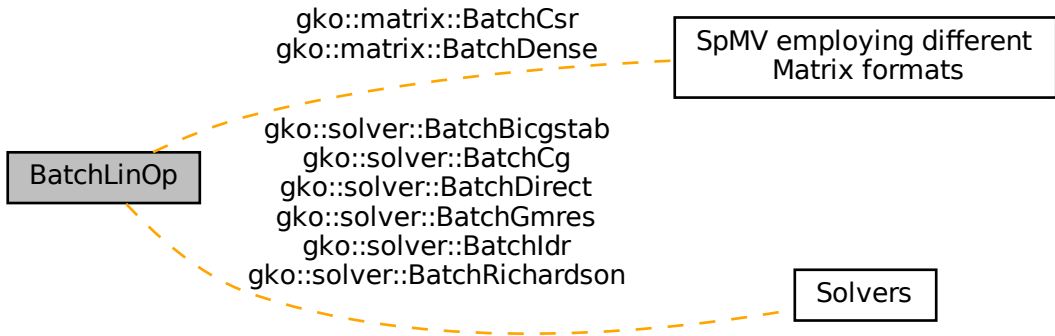 gko::matrix::BatchCsr
gko::matrix::BatchDense
SpMV employing different
Matrix formats
BatchLinOp
gko::solver::BatchBicgstab
gko::solver::BatchCg
gko::solver::BatchDirect
gko::solver::BatchGmres
gko::solver::BatchIdr
gko::solver::BatchRichardson
Solvers